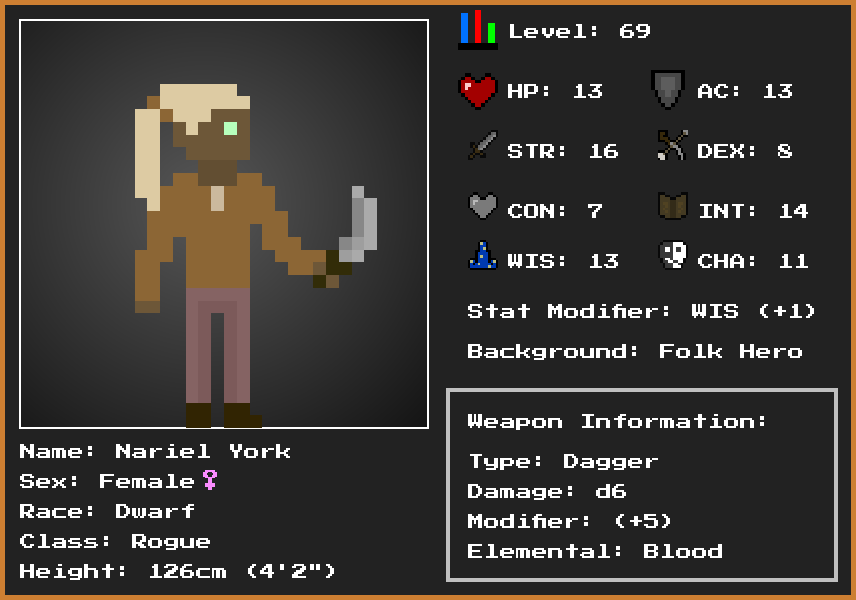 Level: 69
HP: 13 AC: 13
STR: 16 DEX: 8
CON: 7 INT: 14
WIS: 13 CHA: 11
Stat Modifier: WIS (+1)
Background: Folk Hero
Weapon Information:
Type: Dagger
Damage: d6
Modifier: (+5)
Elemental: Blood
Name: Nariel York
Sex: Female♀
Race: Dwarf
Class: Rogue
Height: 126cm (4'2")